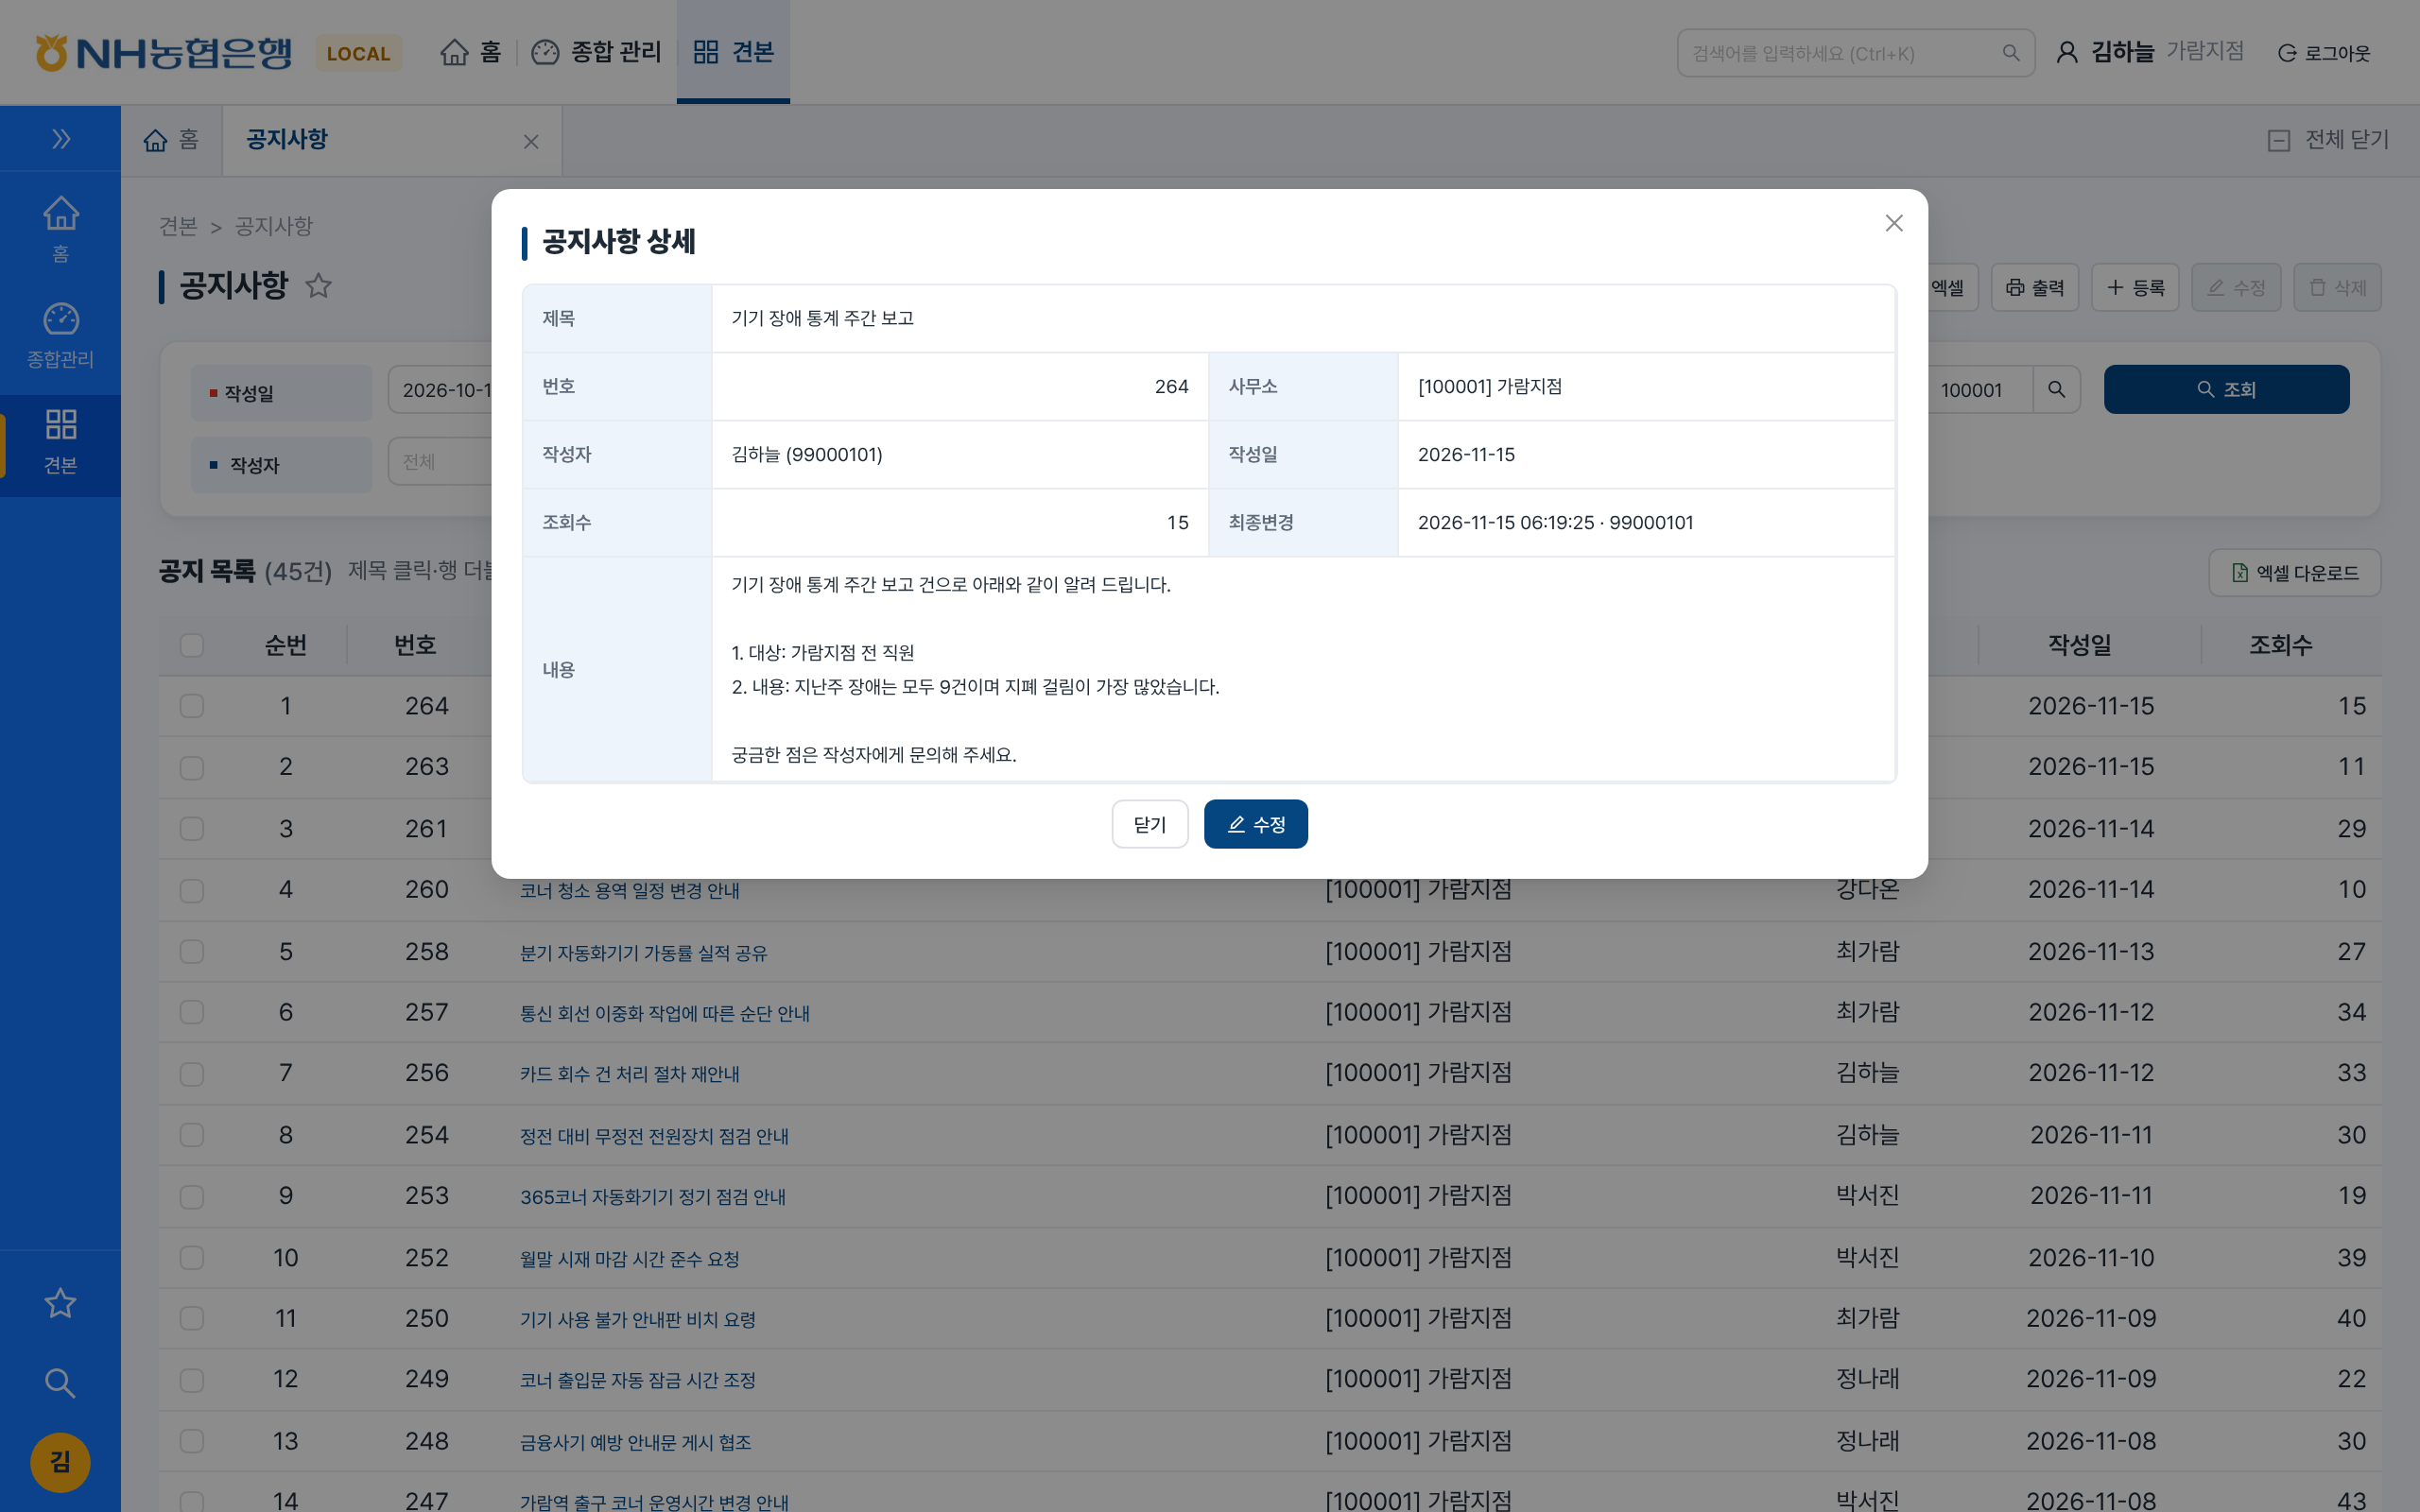 NH농협은행 LOCAL 홈 종합 관리 견본 검색어를 입력하세요 (Ctrl+K) 김하늘 가람지점 로그아웃
홈 공지사항 전체 닫기
견본 > 공지사항
공지사항 엑셀 출력 등록 수정 삭제
홈
종합관리
견본
작성일 2026-10-1 100001 조회
작성자 전체
공지 목록 (45건) 제목 클릭·행 더블 엑셀 다운로드
공지사항 상세
제목 기기 장애 통계 주간 보고
번호 264 사무소 [100001] 가람지점
작성자 김하늘 (99000101) 작성일 2026-11-15
조회수 15 최종변경 2026-11-15 06:19:25 · 99000101
내용
기기 장애 통계 주간 보고 건으로 아래와 같이 알려 드립니다.
1. 대상: 가람지점 전 직원
2. 내용: 지난주 장애는 모두 9건이며 지폐 걸림이 가장 많았습니다.
궁금한 점은 작성자에게 문의해 주세요.
닫기 수정
순번 번호 작성일 조회수
1 264 2026-11-15 15
2 263 2026-11-15 11
3 261 2026-11-14 29
4 260 코너 청소 용역 일정 변경 안내 [100001] 가람지점 강다온 2026-11-14 10
5 258 분기 자동화기기 가동률 실적 공유 [100001] 가람지점 최가람 2026-11-13 27
6 257 통신 회선 이중화 작업에 따른 순단 안내 [100001] 가람지점 최가람 2026-11-12 34
7 256 카드 회수 건 처리 절차 재안내 [100001] 가람지점 김하늘 2026-11-12 33
8 254 정전 대비 무정전 전원장치 점검 안내 [100001] 가람지점 김하늘 2026-11-11 30
9 253 365코너 자동화기기 정기 점검 안내 [100001] 가람지점 박서진 2026-11-11 19
10 252 월말 시재 마감 시간 준수 요청 [100001] 가람지점 박서진 2026-11-10 39
11 250 기기 사용 불가 안내판 비치 요령 [100001] 가람지점 최가람 2026-11-09 40
12 249 코너 출입문 자동 잠금 시간 조정 [100001] 가람지점 정나래 2026-11-09 22
13 248 금융사기 예방 안내문 게시 협조 [100001] 가람지점 정나래 2026-11-08 30
14 247 가람역 출구 코너 운영시간 변경 안내 [100001] 가람지점 박서진 2026-11-08 43
김